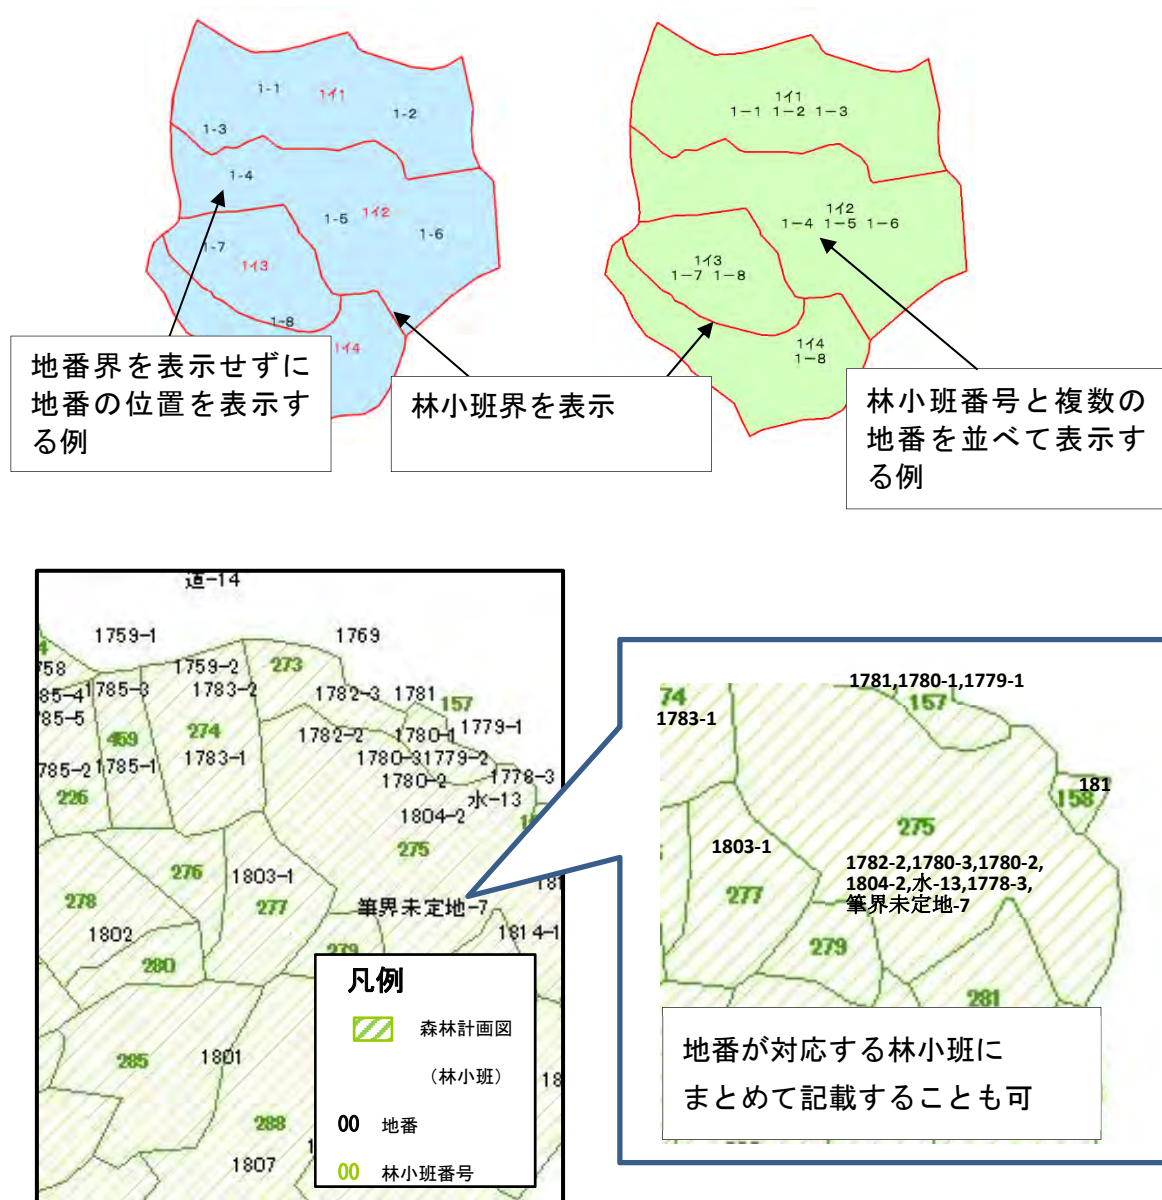 1-1
1イ1
1-2
1-3
1-4
1-5
1イ2
1-6
1-7
1イ3
1-8
1イ4
地番界を表示せずに
地番の位置を表示す
る例
林小班界を表示
1イ1
1-1 1-2 1-3
1イ2
1-4 1-5 1-6
1イ3
1-7 1-8
1イ4
1-8
林小班番号と複数の
地番を並べて表示す
る例
道-14
1759-1
1769
1759-2
273
1785-3
1783-2
1782-3
1781
157
459
274
1782-2
1780-1
1779-1
1785-1
1783-1
1780-3
1779-2
1780-2
1778-3
226
水-13
1804-2
275
276
1803-1
278
277
筆界未定地-7
1802
1814-1
280
279
285
1801
288
1807
凡例
森林計画図
(林小班)
00 地番
00 林小班番号
1781,1780-1,1779-1
157
1783-1
181
158
275
1803-1
1782-2,1780-3,1780-2,
1804-2,水-13,1778-3,
筆界未定地-7
277
279
281
地番が対応する林小班に
まとめて記載することも可